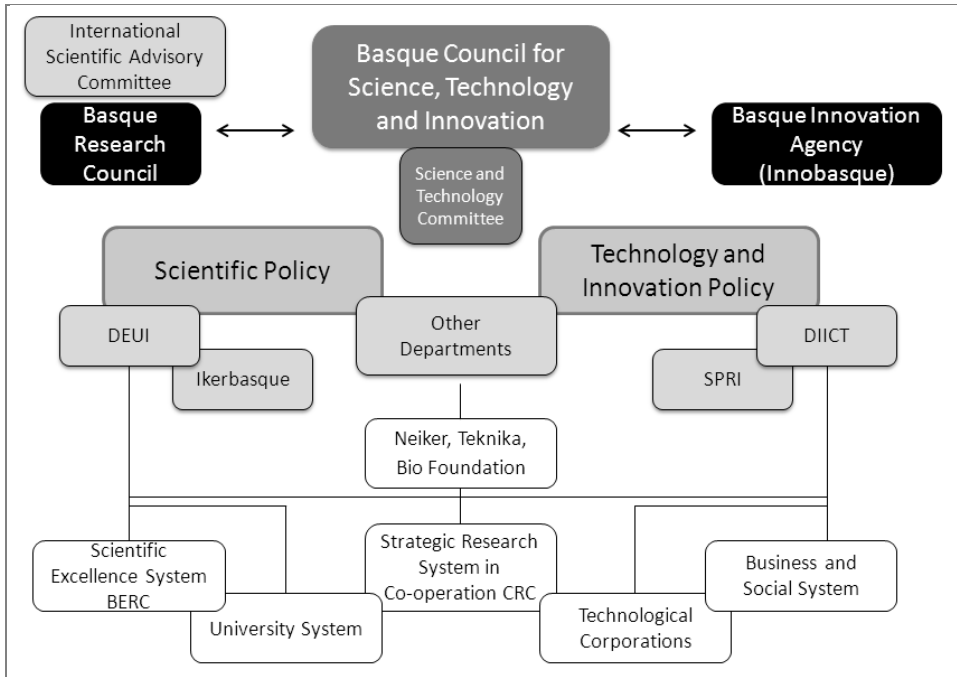 International
Scientific Advisory
Committee
Basque Council for
Science, Technology
and Innovation
Basque
Research
Council
Basque Innovation
Agency
(Innobasque)
Science and
Technology
Committee
Scientific Policy
Technology and
Innovation Policy
DEUI
Other
Departments
DIICT
Ikerbasque
SPRI
Neiker, Teknika,
Bio Foundation
Scientific
Excellence System
BERC
Strategic Research
System in
Co-operation CRC
Business and
Social System
University System
Technological
Corporations